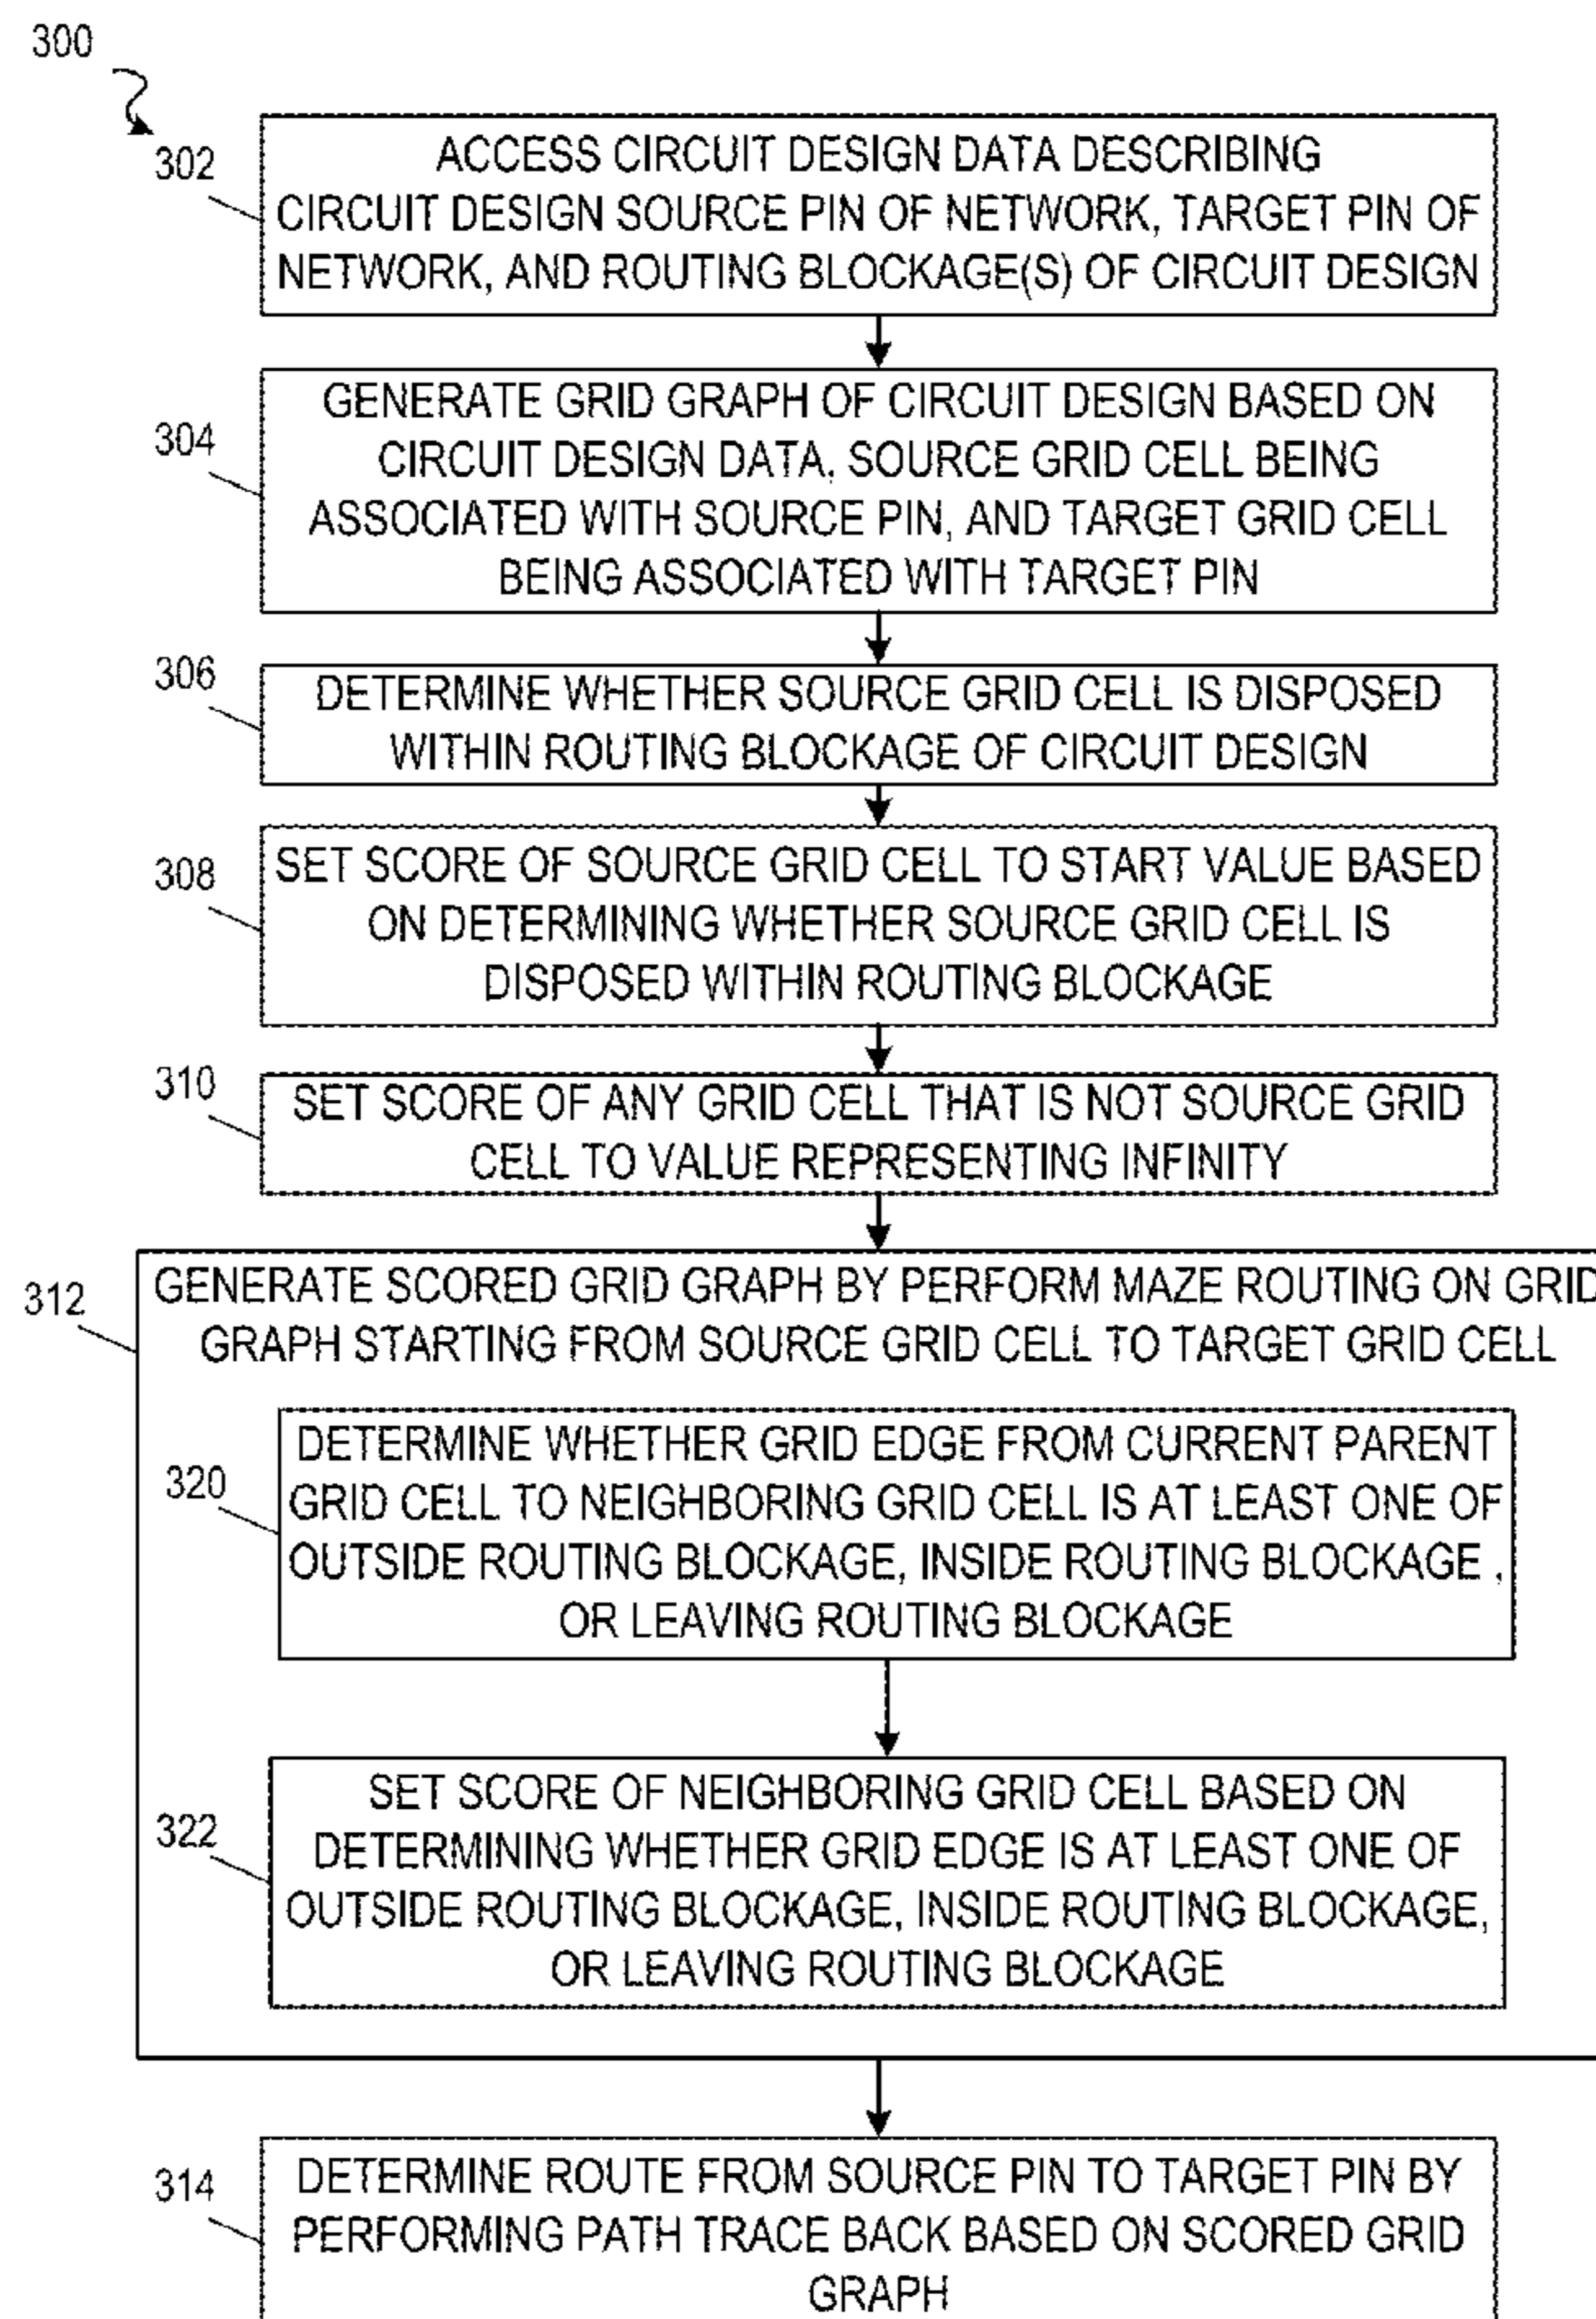 300
302
ACCESS CIRCUIT DESIGN DATA DESCRIBING
CIRCUIT DESIGN SOURCE PIN OF NETWORK, TARGET PIN OF
NETWORK, AND ROUTING BLOCKAGE(S) OF CIRCUIT DESIGN
304
GENERATE GRID GRAPH OF CIRCUIT DESIGN BASED ON
CIRCUIT DESIGN DATA, SOURCE GRID CELL BEING
ASSOCIATED WITH SOURCE PIN, AND TARGET GRID CELL
BEING ASSOCIATED WITH TARGET PIN
306
DETERMINE WHETHER SOURCE GRID CELL IS DISPOSED
WITHIN ROUTING BLOCKAGE OF CIRCUIT DESIGN
308
SET SCORE OF SOURCE GRID CELL TO START VALUE BASED
ON DETERMINING WHETHER SOURCE GRID CELL IS
DISPOSED WITHIN ROUTING BLOCKAGE
310
SET SCORE OF ANY GRID CELL THAT IS NOT SOURCE GRID
CELL TO VALUE REPRESENTING INFINITY
312
GENERATE SCORED GRID GRAPH BY PERFORM MAZE ROUTING ON GRID
GRAPH STARTING FROM SOURCE GRID CELL TO TARGET GRID CELL
320
DETERMINE WHETHER GRID EDGE FROM CURRENT PARENT
GRID CELL TO NEIGHBORING GRID CELL IS AT LEAST ONE OF
OUTSIDE ROUTING BLOCKAGE, INSIDE ROUTING BLOCKAGE ,
OR LEAVING ROUTING BLOCKAGE
322
SET SCORE OF NEIGHBORING GRID CELL BASED ON
DETERMINING WHETHER GRID EDGE IS AT LEAST ONE OF
OUTSIDE ROUTING BLOCKAGE, INSIDE ROUTING BLOCKAGE,
OR LEAVING ROUTING BLOCKAGE
314
DETERMINE ROUTE FROM SOURCE PIN TO TARGET PIN BY
PERFORMING PATH TRACE BACK BASED ON SCORED GRID
GRAPH